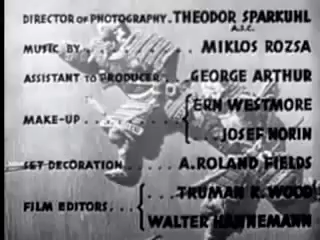 DIRECTOR OF PHOTOGRAPHY. THEODOR SPARKUHL
A.S.C.
MUSIC BY . . . . . . . . . MIKLOS ROZSA
ASSISTANT TO PRODUCER . . . GEORGE ARTHUR
MAKE-UP . . . . . . . . . ERN WESTMORE
. . . JOSEF NORIN
SET DECORATION . . . . . A. ROLAND FIELDS
FILM EDITORS . . . . . TRUMAN K. WOOD
WALTER HANNEMANN